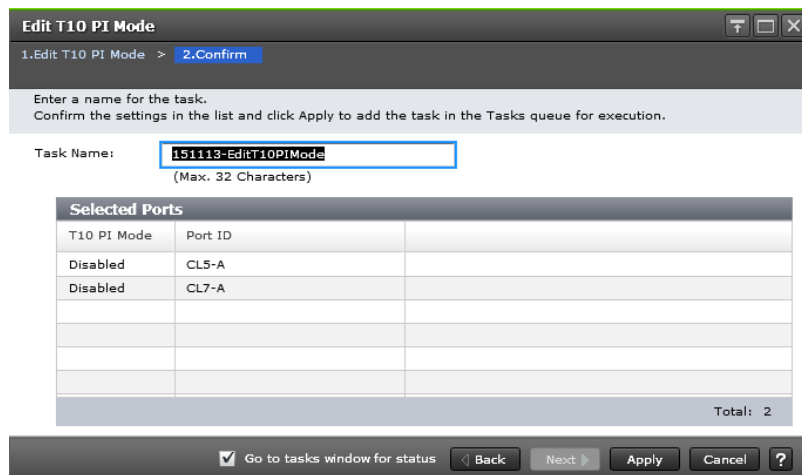 Edit T10 PI Mode
1.Edit T10 PI Mode > 2.Confirm
Enter a name for the task.
Confirm the settings in the list and click Apply to add the task in the Tasks queue for execution.
Task Name: 151113-EditT10PIMode
(Max. 32 Characters)
Selected Ports
T10 PI Mode Port ID
Disabled CL5-A
Disabled CL7-A
Total: 2
Go to tasks window for status Back Next Apply Cancel ?